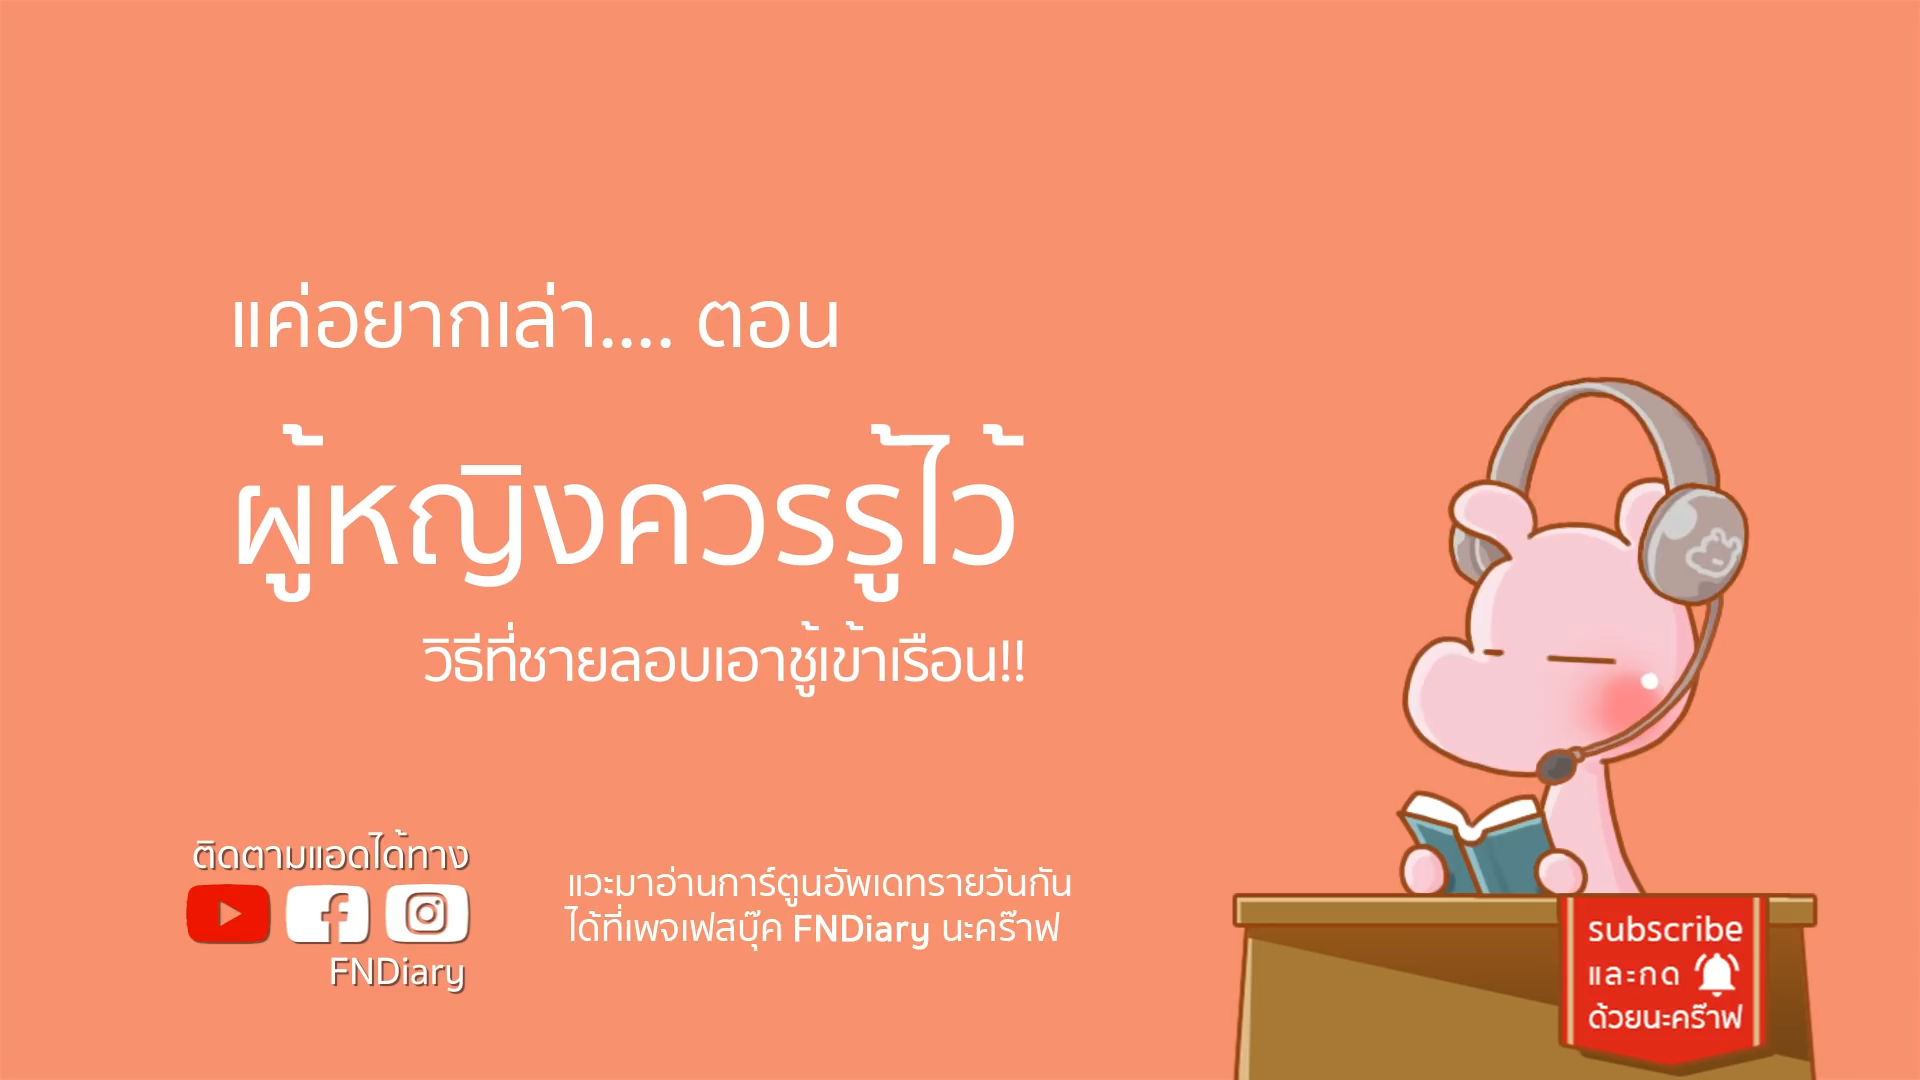 แค่อยากเล่า.... ตอน
ผู้หญิงควรรู้ไว้
วิธีที่ชายลอบเอาชู้เข้าเรือน!!
ติดตามแอดได้ทาง
FNDiary
แวะมาอ่านการ์ตูนอัพเดทรายวันกัน
ได้ที่เพจเฟสบุ๊ค FNDiary นะคร๊าฟ
subscribe
และกด
ด้วยนะคร๊าฟ